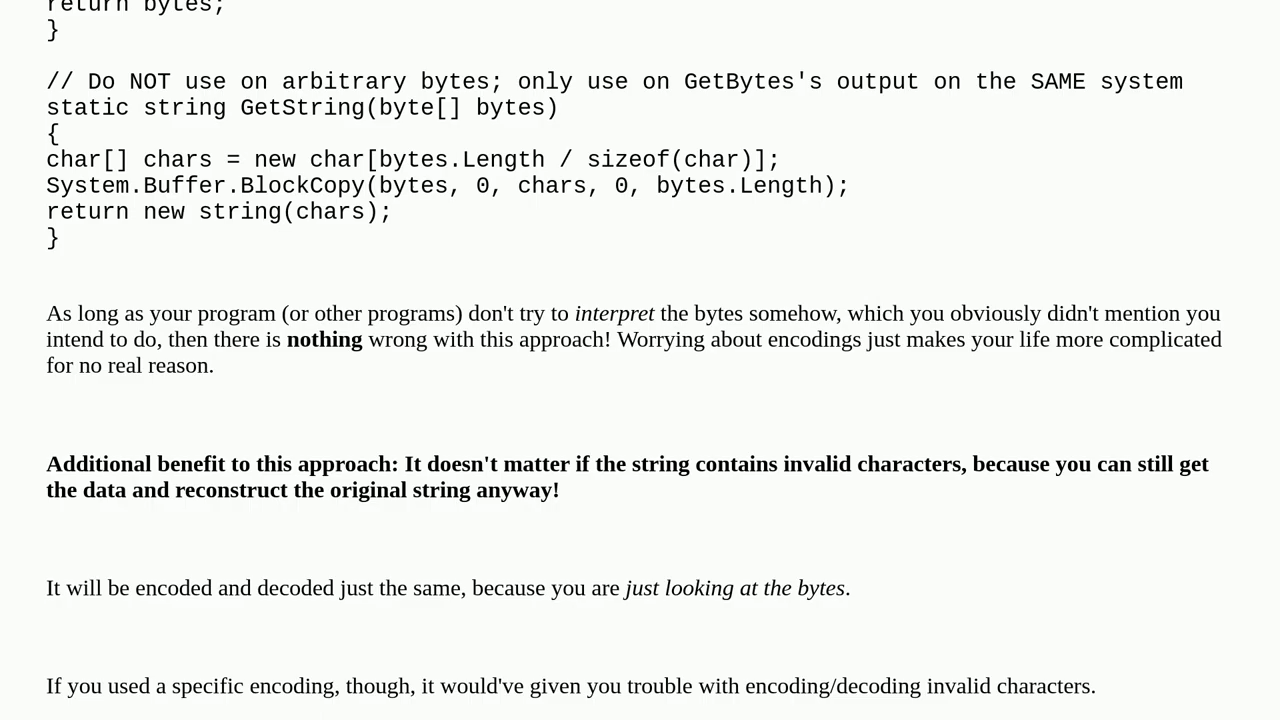 return bytes;
}
// Do NOT use on arbitrary bytes; only use on GetBytes's output on the SAME system
static string GetString(byte[] bytes)
{
char[] chars = new char[bytes.Length / sizeof(char)];
System.Buffer.BlockCopy(bytes, 0, chars, 0, bytes.Length);
return new string(chars);
}
As long as your program (or other programs) don't try to interpret the bytes somehow, which you obviously didn't mention you
intend to do, then there is nothing wrong with this approach! Worrying about encodings just makes your life more complicated
for no real reason.
Additional benefit to this approach: It doesn't matter if the string contains invalid characters, because you can still get
the data and reconstruct the original string anyway!
It will be encoded and decoded just the same, because you are just looking at the bytes.
If you used a specific encoding, though, it would've given you trouble with encoding/decoding invalid characters.